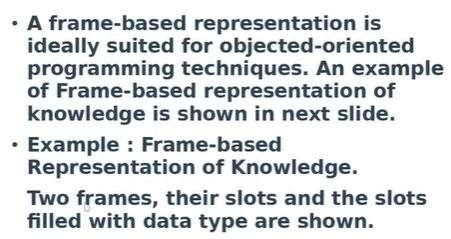 • A frame-based representation is
ideally suited for objected-oriented
programming techniques. An example
of Frame-based representation of
knowledge is shown in next slide.
• Example : Frame-based
Representation of Knowledge.
Two frames, their slots and the slots
filled with data type are shown.